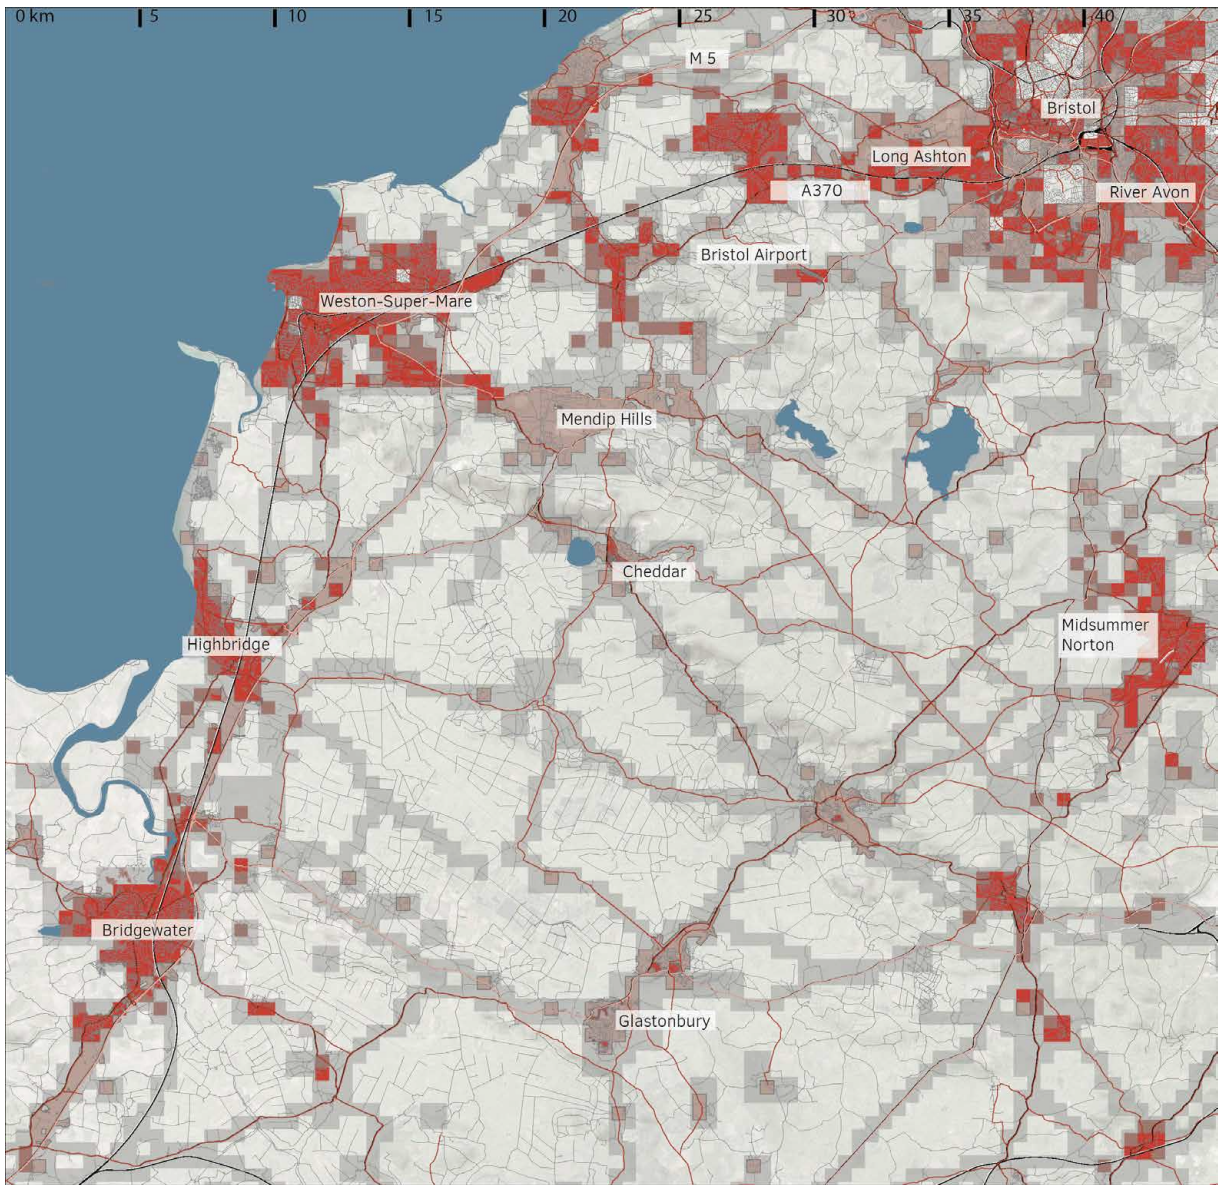 0 km 5 10 15 20 25 30 35 40
M 5
Bristol
Long Ashton
A370
River Avon
Bristol Airport
Weston-Super-Mare
Mendip Hills
Cheddar
Midsummer
Norton
Highbridge
Bridgewater
Glastonbury